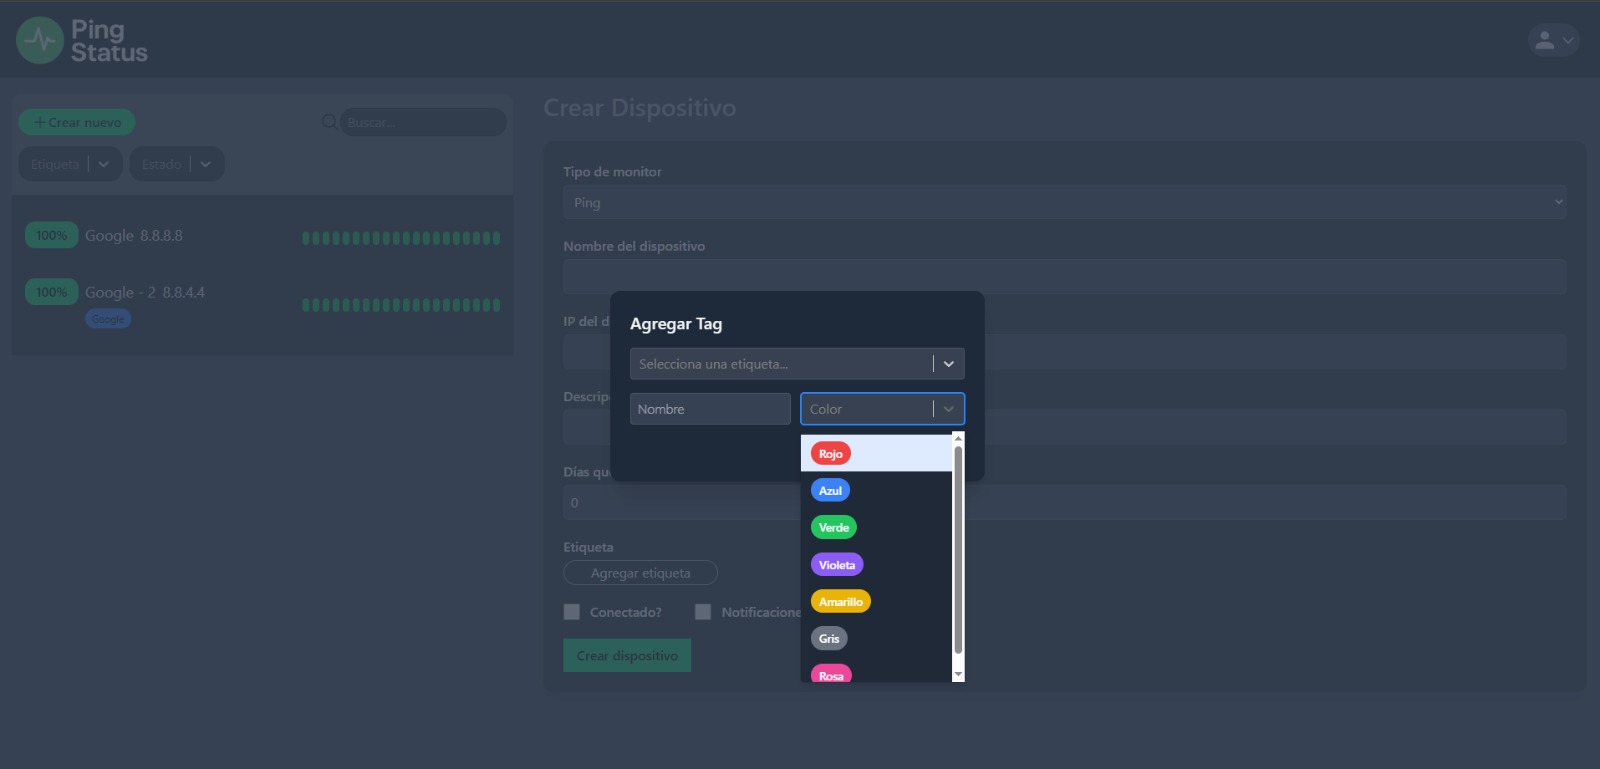 Ping
Status
+ Crear nuevo
Buscar...
Etiqueta
Estado
100% Google 8.8.8.8
100% Google - 2 8.8.4.4
Google
Crear Dispositivo
Tipo de monitor
Ping
Nombre del dispositivo
IP del d
Descrip
Días qu
0
Etiqueta
Agregar etiqueta
Conectado? Notificacione
Crear dispositivo
Agregar Tag
Selecciona una etiqueta...
Nombre
Color
Rojo
Azul
Verde
Violeta
Amarillo
Gris
Rosa